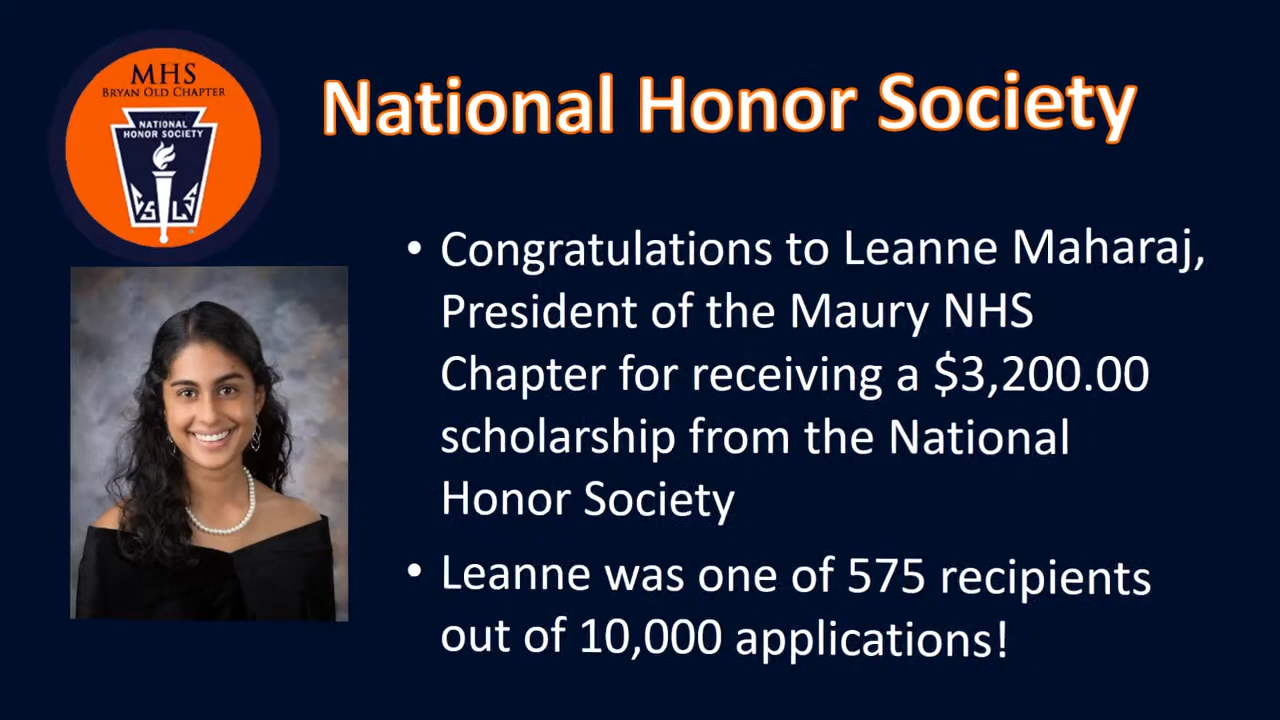 MHS
BRYAN OLD CHAPTER
NATIONAL
HONOR SOCIETY
C S L S
National Honor Society
• Congratulations to Leanne Maharaj,
President of the Maury NHS
Chapter for receiving a $3,200.00
scholarship from the National
Honor Society
• Leanne was one of 575 recipients
out of 10,000 applications!